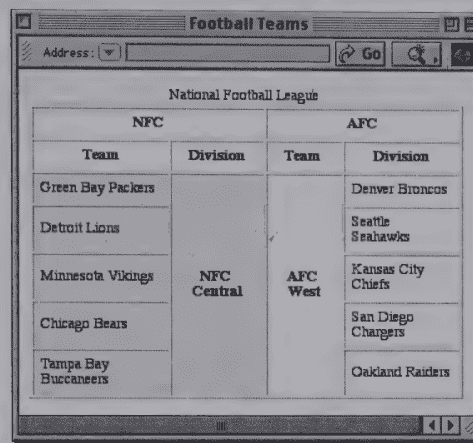 Football Teams
Address:
Go
National Football League
NFC AFC
Team Division Team Division
Green Bay Packers Denver Broncos
Detroit Lions Seattle
Seahawks
Minnesota Vikings NFC
Central AFC
West Kansas City
Chiefs
Chicago Bears San Diego
Chargers
Tampa Bay
Buccaneers Oakland Raiders